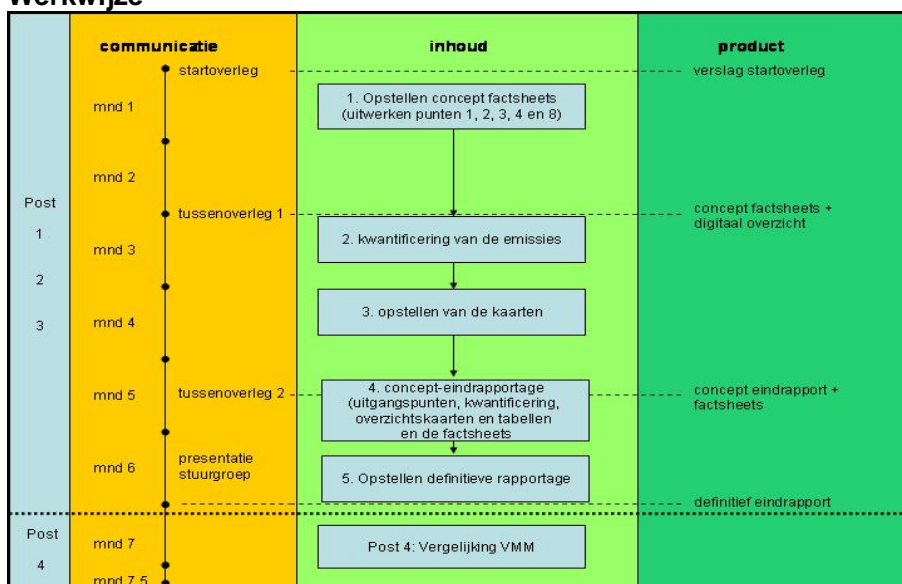 Werkwijze
communicatie
inhoud
product
startoverleg
verslag startoverleg
mnd 1
1. Opstellen concept factsheets
(uitwerken punten 1, 2, 3, 4 en 8)
mnd 2
Post
1
2
3
tussenoverleg 1
concept factsheets +
digitaal overzicht
mnd 3
2. kwantificering van de emissies
mnd 4
3. opstellen van de kaarten
mnd 5
tussenoverleg 2
4. concept-eindrapportage
(uitgangspunten, kwantificering,
overzichtskaarten en tabellen
en de factsheets
concept eindrapport +
factsheets
mnd 6
presentatie
stuurgroep
5. Opstellen definitieve rapportage
definitief eindrapport
Post
4
mnd 7
Post 4: Vergelijking VMM
mnd 7,5